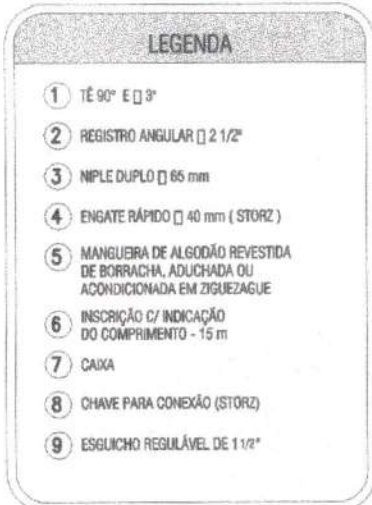 LEGENDA
1 TÊ 90° E ▯ 3"
2 REGISTRO ANGULAR ▯ 2 1/2"
3 NIPLE DUPLO ▯ 65 mm
4 ENGATE RÁPIDO ▯ 40 mm ( STORZ )
5 MANGUEIRA DE ALGODÃO REVESTIDA
DE BORRACHA, ADUCHADA OU
ACONDICIONADA EM ZIGUEZAGUE
6 INSCRIÇÃO C/ INDICAÇÃO
DO COMPRIMENTO - 15 m
7 CAIXA
8 CHAVE PARA CONEXÃO (STORZ)
9 ESGUICHO REGULÁVEL DE 1 1/2"